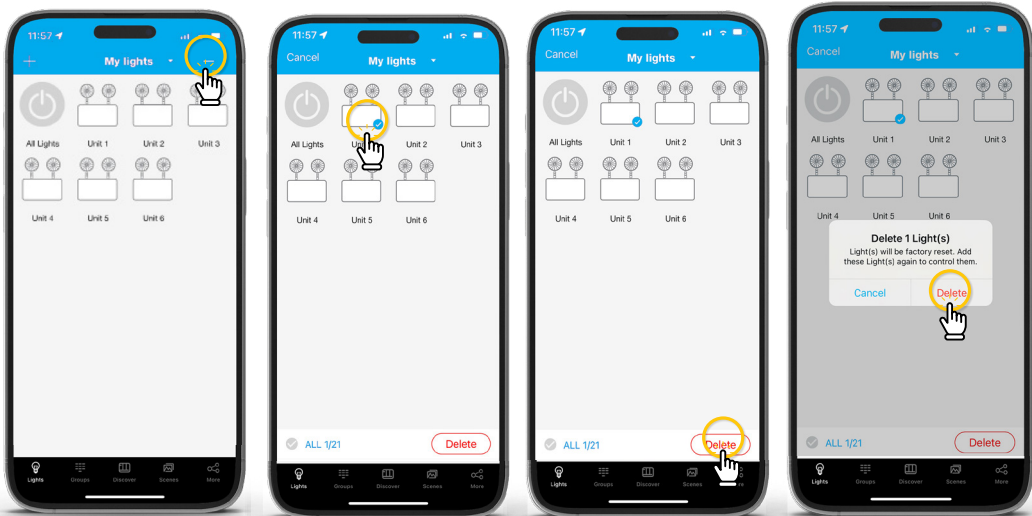 11:57
My lights
All Lights
Unit 1
Unit 2
Unit 3
Unit 4
Unit 5
Unit 6
Lights
Groups
Discover
Scenes
More
11:57
Cancel
My lights
All Lights
Unit 2
Unit 3
Unit 4
Unit 5
Unit 6
ALL 1/21
Delete
Lights
Groups
Discover
Scenes
More
11:57
Cancel
My lights
All Lights
Unit 1
Unit 2
Unit 3
Unit 4
Unit 5
Unit 6
ALL 1/21
Delete
Lights
Groups
Discover
Scenes
11:57
Cancel
My lights
All Lights
Unit 1
Unit 2
Unit 3
Unit 4
Unit 5
Unit 6
Delete 1 Light(s)
Light(s) will be factory reset. Add
these Light(s) again to control them.
Cancel
Delete
ALL 1/21
Delete
Lights
Groups
Discover
Scenes
More